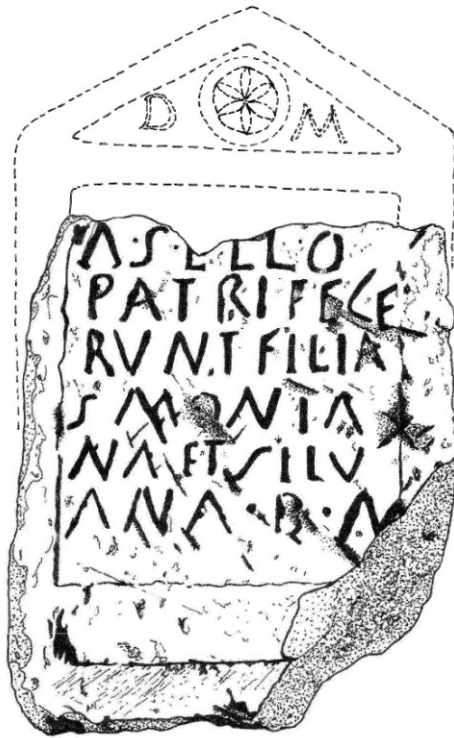 D M
ASELLO
PATRI FECE
RVNT FILIA
S MONTA
NA ET SILV
ANA · P ·